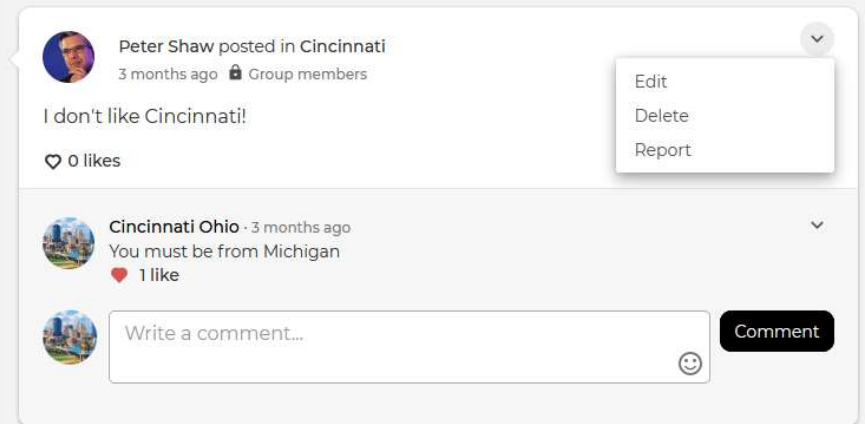 Peter Shaw posted in Cincinnati
3 months ago Group members
I don't like Cincinnati!
0 likes
Edit
Delete
Report
Cincinnati Ohio · 3 months ago
You must be from Michigan
1 like
Write a comment...
Comment